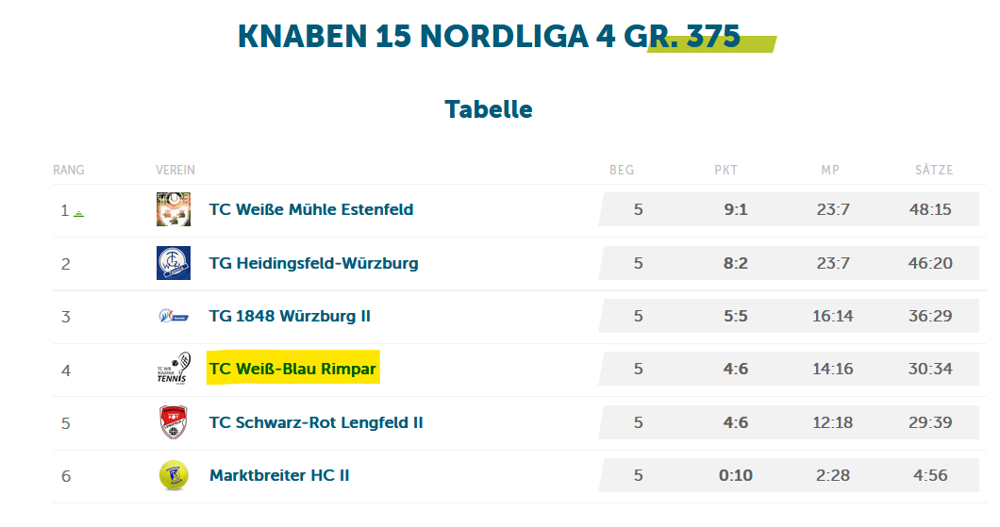 KNABEN 15 NORDLIGA 4 GR. 375
Tabelle
RANG VEREIN BEG PKT MP SÄTZE
1 TC Weiße Mühle Estenfeld 5 9:1 23:7 48:15
2 TG Heidingsfeld-Würzburg 5 8:2 23:7 46:20
3 TG 1848 Würzburg II 5 5:5 16:14 36:29
4 TC WB RIMPAR TENNIS TC Weiß-Blau Rimpar 5 4:6 14:16 30:34
5 TC Schwarz-Rot Lengfeld II 5 4:6 12:18 29:39
6 Marktbreiter HC II 5 0:10 2:28 4:56